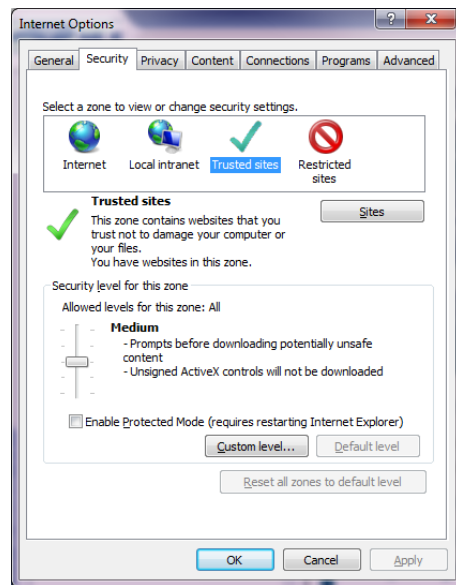 Internet Options
General Security Privacy Content Connections Programs Advanced
Select a zone to view or change security settings.
Internet Local intranet Trusted sites Restricted
sites
Trusted sites
Sites
This zone contains websites that you
trust not to damage your computer or
your files.
You have websites in this zone.
Security level for this zone
Allowed levels for this zone: All
Medium
- Prompts before downloading potentially unsafe
content
- Unsigned ActiveX controls will not be downloaded
Enable Protected Mode (requires restarting Internet Explorer)
Custom level... Default level
Reset all zones to default level
OK Cancel Apply